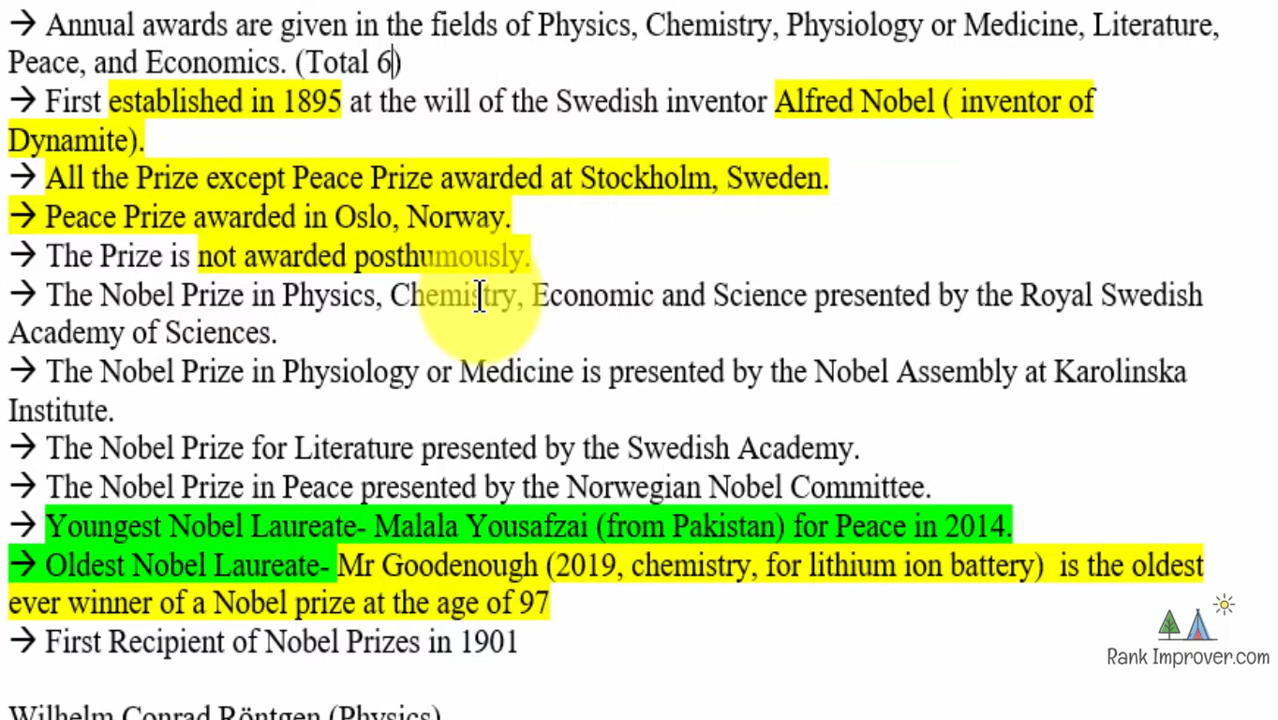 → Annual awards are given in the fields of Physics, Chemistry, Physiology or Medicine, Literature,
Peace, and Economics. (Total 6)
→ First established in 1895 at the will of the Swedish inventor Alfred Nobel ( inventor of
Dynamite).
→ All the Prize except Peace Prize awarded at Stockholm, Sweden.
→ Peace Prize awarded in Oslo, Norway.
→ The Prize is not awarded posthumously.
→ The Nobel Prize in Physics, Chemistry, Economic and Science presented by the Royal Swedish
Academy of Sciences.
→ The Nobel Prize in Physiology or Medicine is presented by the Nobel Assembly at Karolinska
Institute.
→ The Nobel Prize for Literature presented by the Swedish Academy.
→ The Nobel Prize in Peace presented by the Norwegian Nobel Committee.
→ Youngest Nobel Laureate- Malala Yousafzai (from Pakistan) for Peace in 2014.
→ Oldest Nobel Laureate- Mr Goodenough (2019, chemistry, for lithium ion battery)  is the oldest
ever winner of a Nobel prize at the age of 97
→ First Recipient of Nobel Prizes in 1901
Rank Improver.com
Wilhelm Conrad Röntgen (Physics)